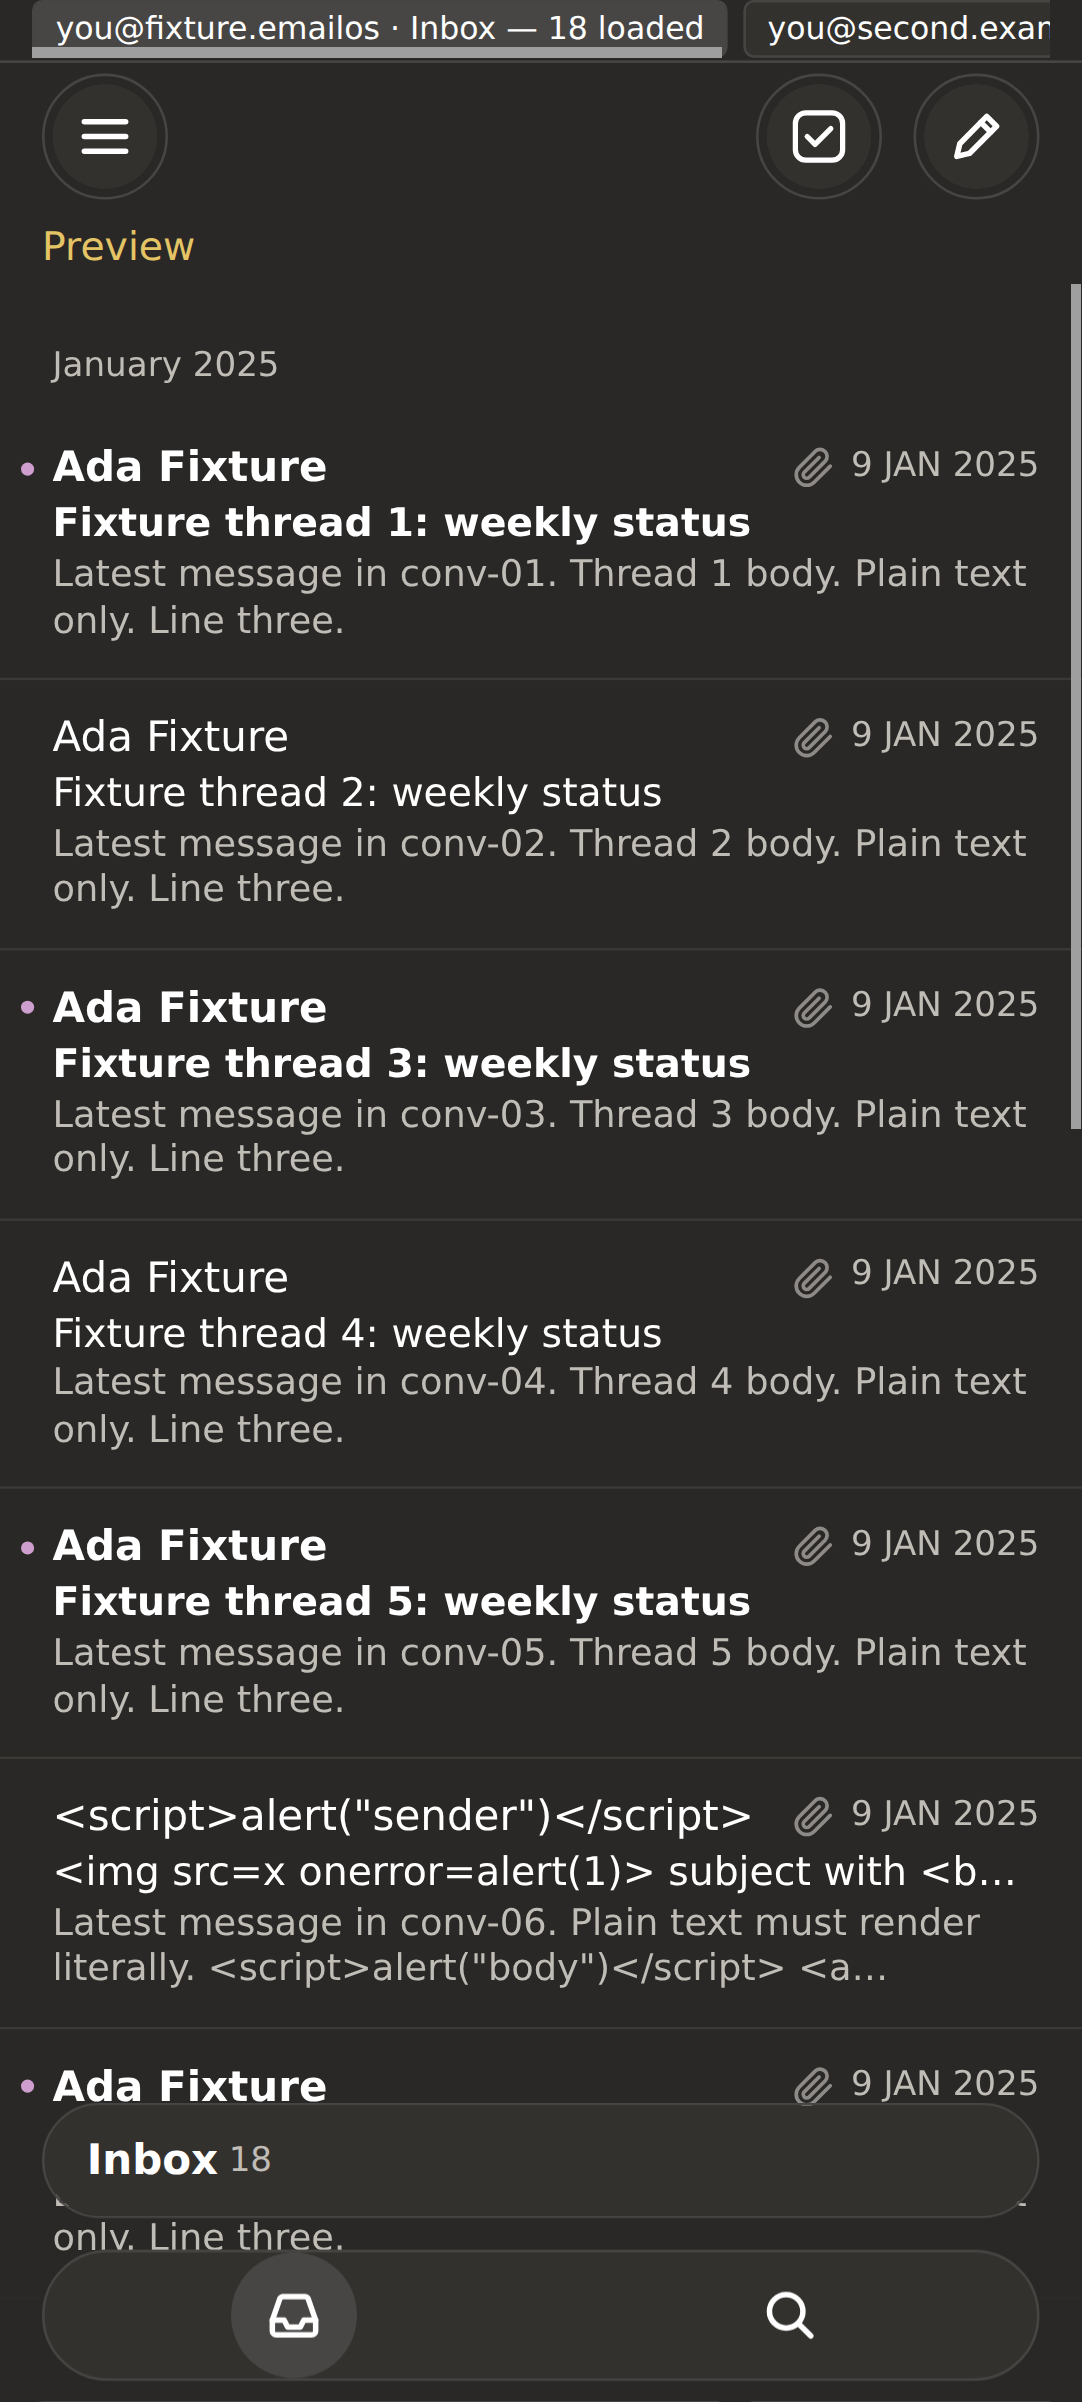 you@fixture.emailos · Inbox — 18 loaded
you@second.exam
Preview
January 2025
Ada Fixture 9 JAN 2025
Fixture thread 1: weekly status
Latest message in conv-01. Thread 1 body. Plain text
only. Line three.
Ada Fixture 9 JAN 2025
Fixture thread 2: weekly status
Latest message in conv-02. Thread 2 body. Plain text
only. Line three.
Ada Fixture 9 JAN 2025
Fixture thread 3: weekly status
Latest message in conv-03. Thread 3 body. Plain text
only. Line three.
Ada Fixture 9 JAN 2025
Fixture thread 4: weekly status
Latest message in conv-04. Thread 4 body. Plain text
only. Line three.
Ada Fixture 9 JAN 2025
Fixture thread 5: weekly status
Latest message in conv-05. Thread 5 body. Plain text
only. Line three.
<script>alert("sender")</script> 9 JAN 2025
<img src=x onerror=alert(1)> subject with <b…
Latest message in conv-06. Plain text must render
literally. <script>alert("body")</script> <a…
Ada Fixture 9 JAN 2025
Inbox 18
only. Line three.